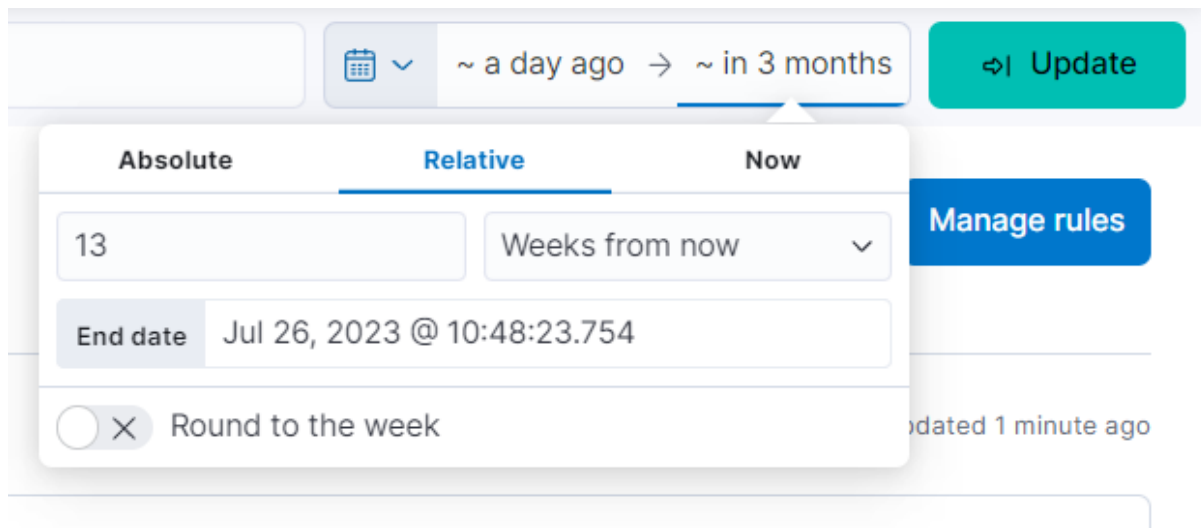 ~ a day ago → ~ in 3 months Update
Absolute Relative Now
Manage rules
13 Weeks from now
End date Jul 26, 2023 @ 10:48:23.754
Round to the week
pdated 1 minute ago